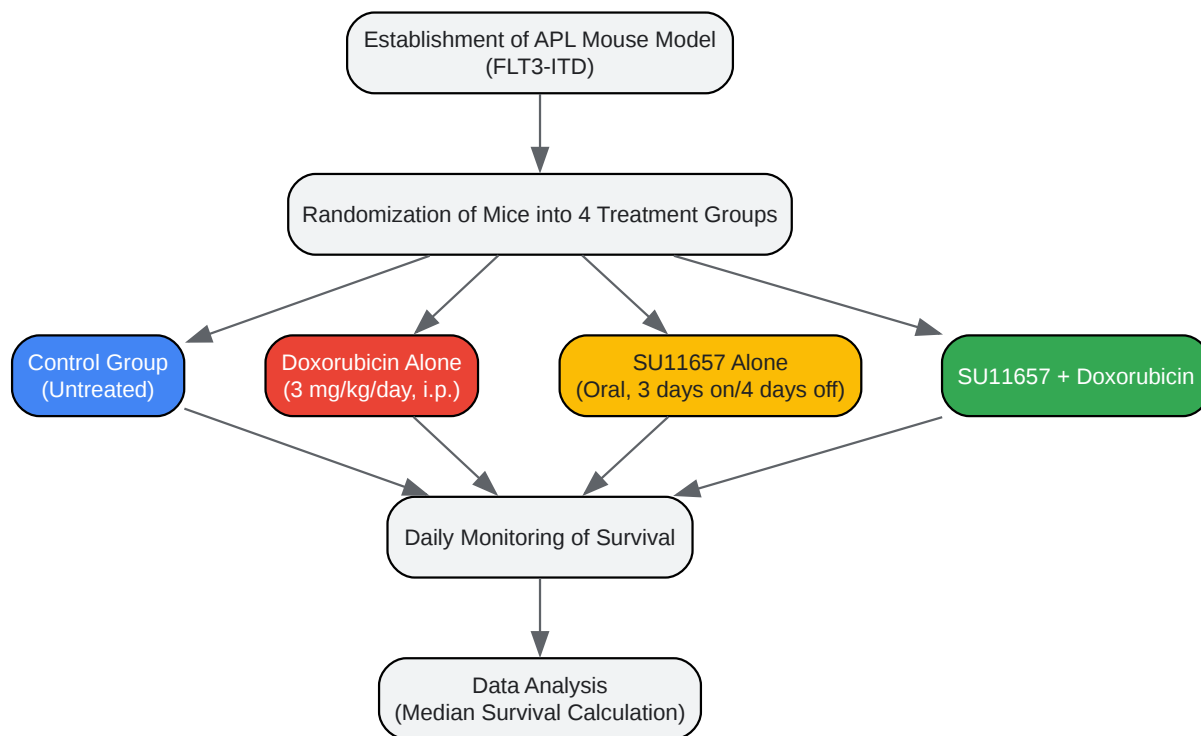 Establishment of APL Mouse Model
(FLT3-ITD)
Randomization of Mice into 4 Treatment Groups
Control Group
(Untreated)
Doxorubicin Alone
(3 mg/kg/day, i.p.)
SU11657 Alone
(Oral, 3 days on/4 days off)
SU11657 + Doxorubicin
Daily Monitoring of Survival
Data Analysis
(Median Survival Calculation)